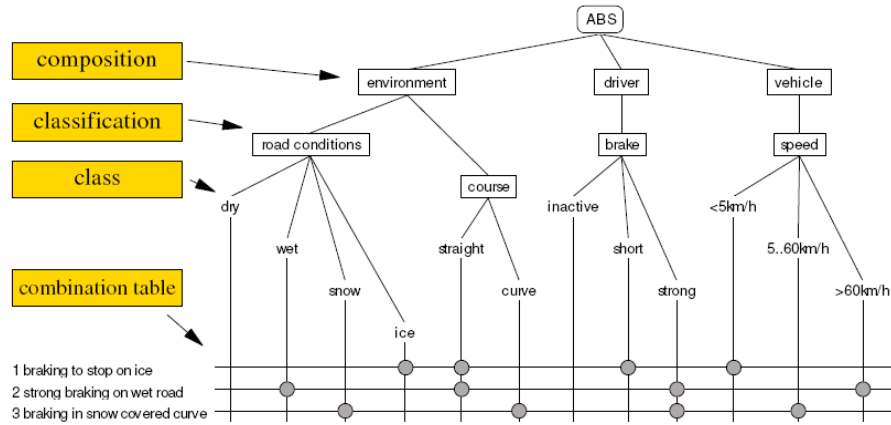 ABS
composition
environment
driver
vehicle
classification
road conditions
brake
speed
class
course
dry
inactive
<5km/h
wet
straight
short
5..60km/h
combination table
snow
curve
strong
>60km/h
ice
1 braking to stop on ice
2 strong braking on wet road
3 braking in snow covered curve